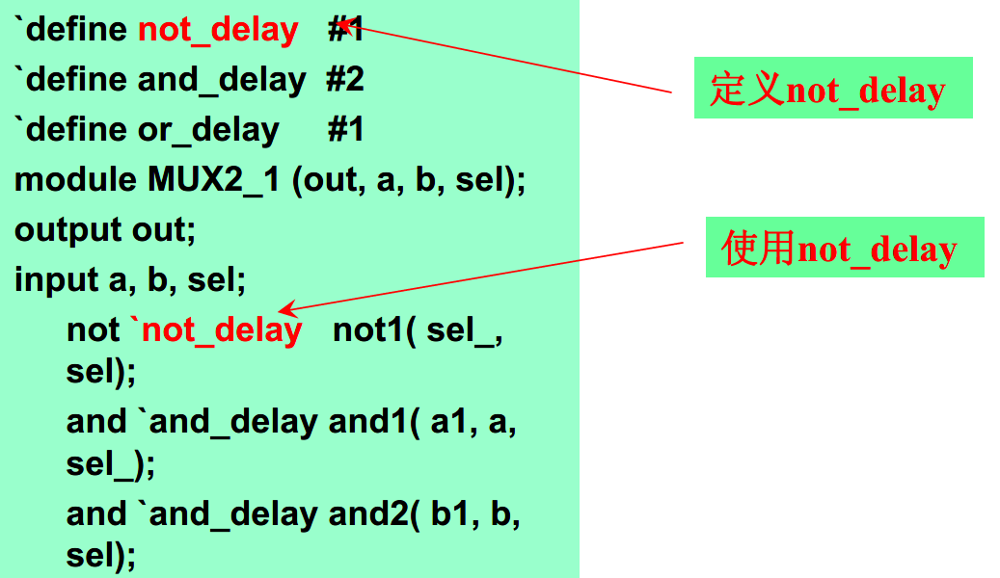 `define not_delay #1
`define and_delay #2
`define or_delay #1
module MUX2_1 (out, a, b, sel);
output out;
input a, b, sel;
not `not_delay not1( sel_,
sel);
and `and_delay and1( a1, a,
sel_);
and `and_delay and2( b1, b,
sel);
定义not_delay
使用not_delay